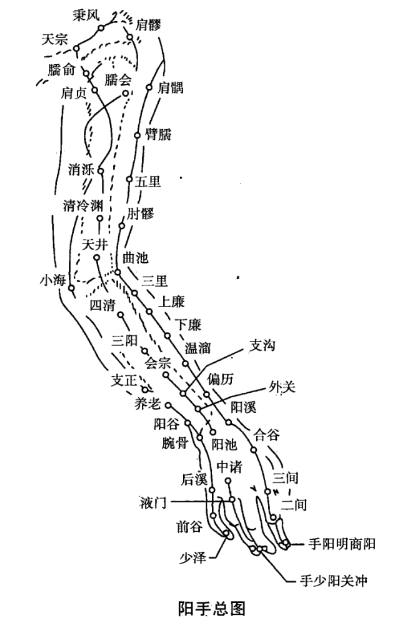 秉风
肩髎
天宗
臑俞
臑会
肩贞
肩髃
臂臑
消泺
五里
清冷渊
肘髎
天井
曲池
小海
三里
四清
上廉
三阳
下廉
会宗
温溜
支沟
支正
偏历
外关
养老
阳溪
阳谷
合谷
腕骨
阳池
中诸
后溪
三间
液门
二间
前谷
手阳明商阳
少泽
手少阳关冲
阳手总图